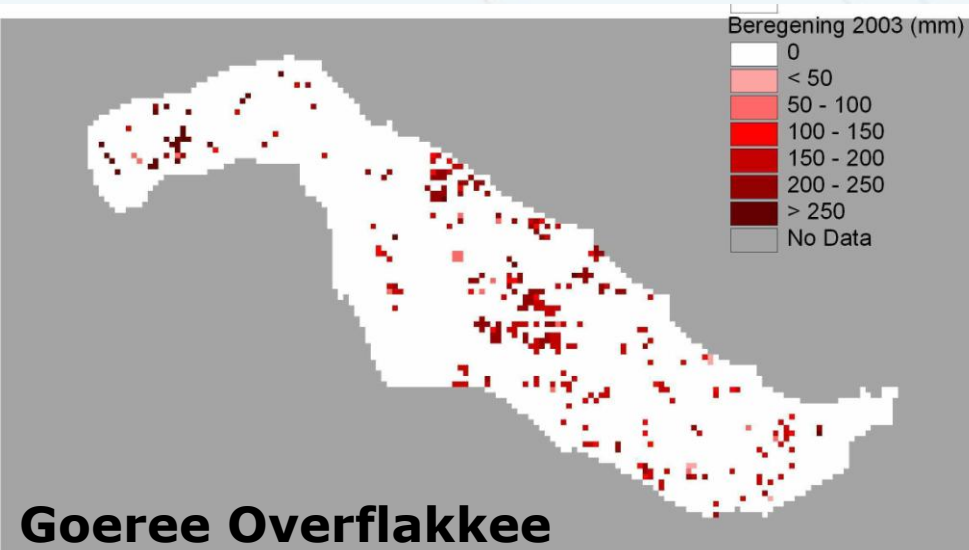 Beregening 2003 (mm)
0
< 50
50 - 100
100 - 150
150 - 200
200 - 250
> 250
No Data
Goeree Overflakkee